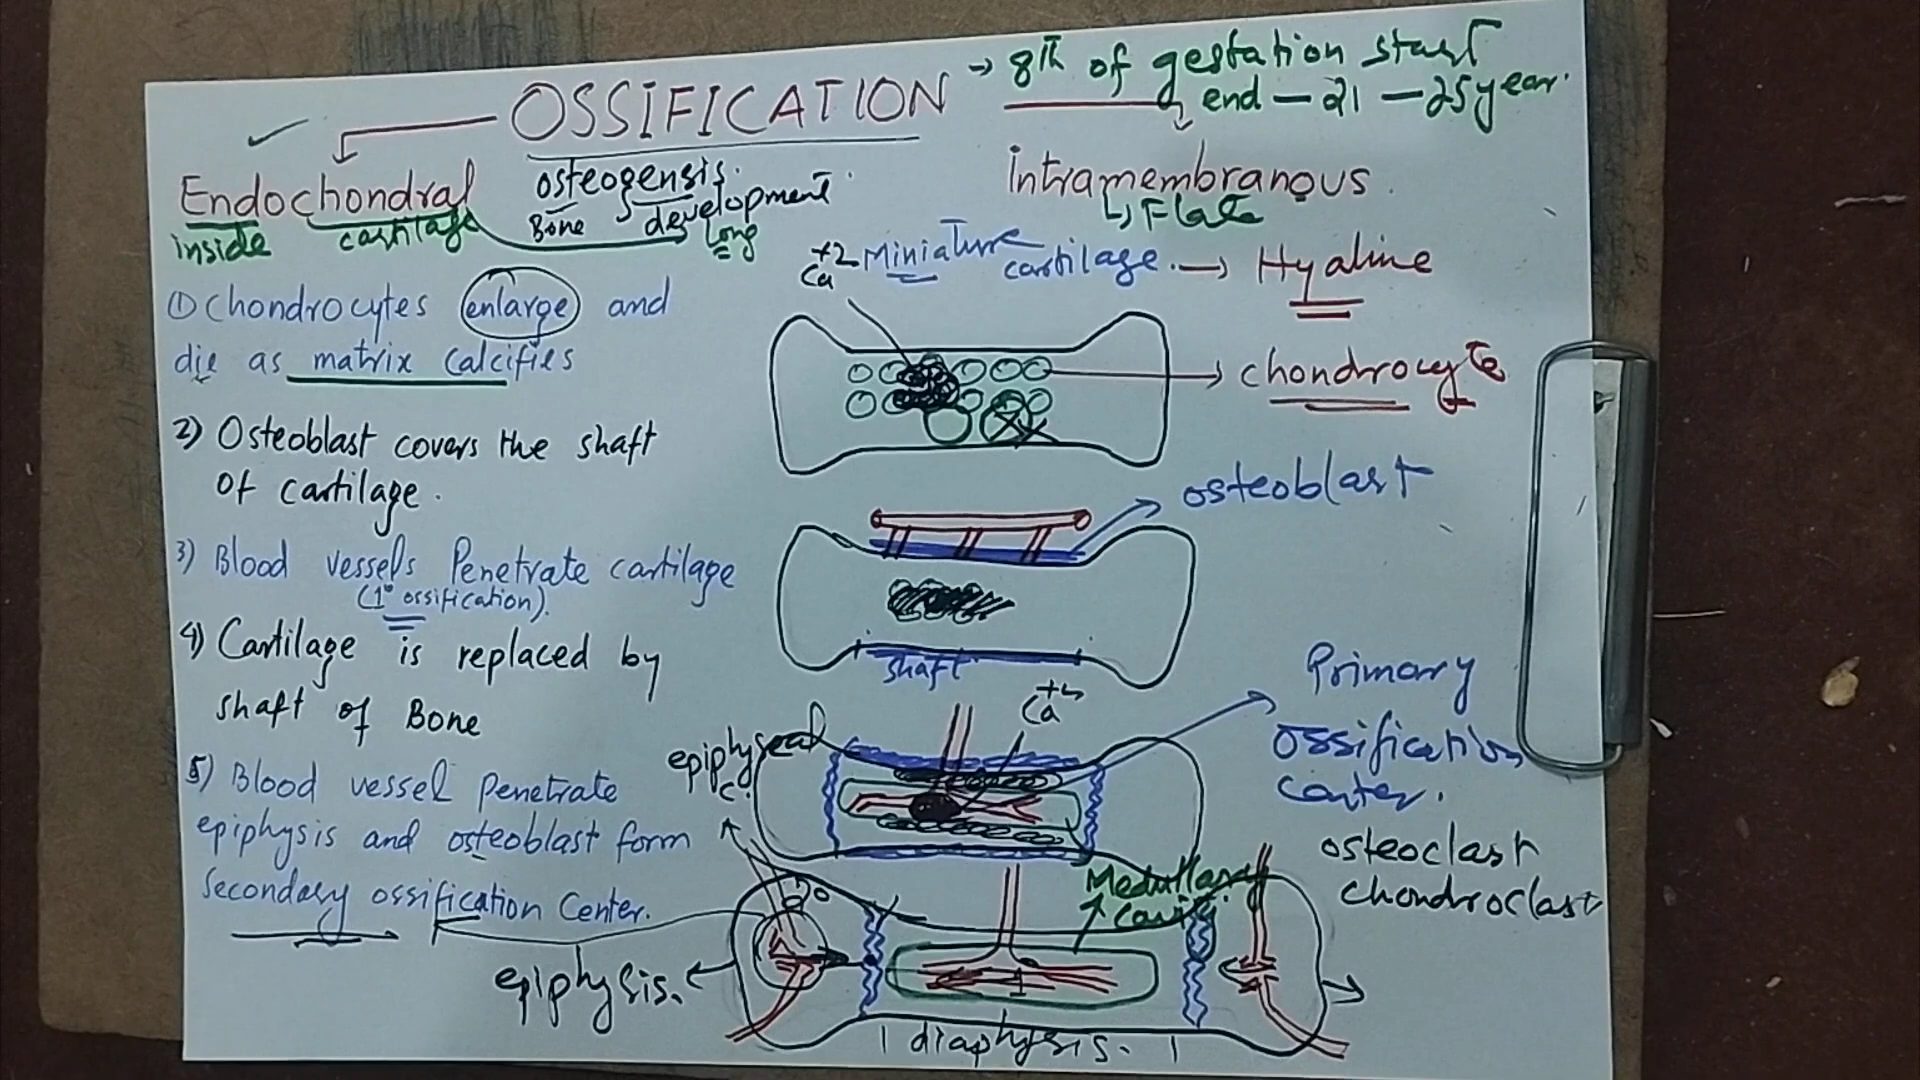 OSSIFICATION → 8th of gestation start
end — 21 — 25 year.
osteogensis.
Bone development
Endochondral
inside cartilage long
Intramembranous.
↳ Flate
① Chondrocytes enlarge and
die as matrix calcifies
2) Osteoblast covers the shaft
of cartilage.
3) Blood vessels Penetrate cartilage
(1° ossification).
4) Cartilage is replaced by
shaft of Bone
5) Blood vessel penetrate
epiphysis and osteoblast form
Secondary ossification Center.
Ca+2 Miniature cartilage. → Hyaline
chondrocyte
osteoblast
shaft
Ca
Primary
ossification
center.
epiphyseal
c.
osteoclast
chondroclast
Medullary
cavity.
epiphysis.
1
diaphysis.